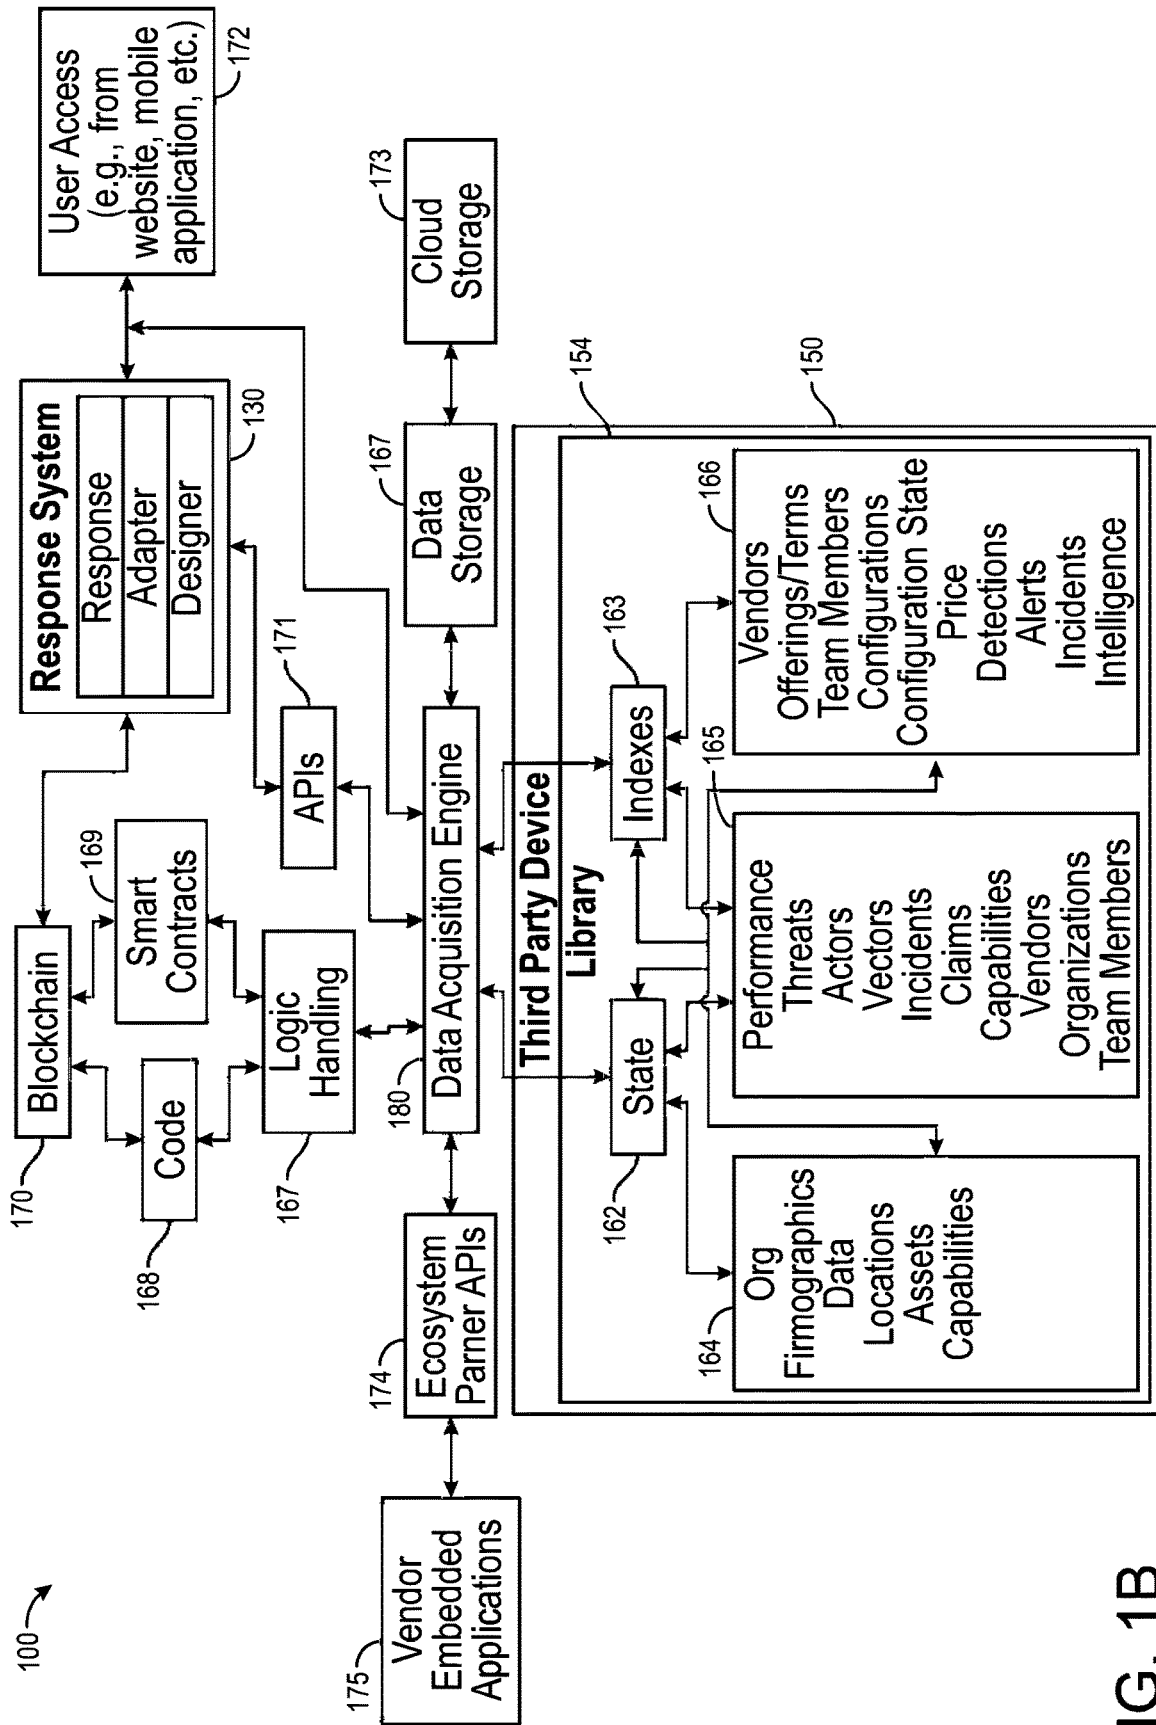 100
170
Blockchain
169
Smart
Contracts
168
Code
167
Logic
Handling
171
APIs
Response System
Response
Adapter
Designer
130
User Access
(e.g., from
website, mobile
application, etc.)
172
175
Vendor
Embedded
Applications
174
Ecosystem
Parner APIs
180
Data Acquisition Engine
167
Data
Storage
173
Cloud
Storage
Third Party Device
Library
154
150
162
State
163
Indexes
164
Org
Firmographics
Data
Locations
Assets
Capabilities
165
Performance
Threats
Actors
Vectors
Incidents
Claims
Capabilities
Vendors
Organizations
Team Members
166
Vendors
Offerings/Terms
Team Members
Configurations
Configuration State
Price
Detections
Alerts
Incidents
Intelligence
IG. 1B